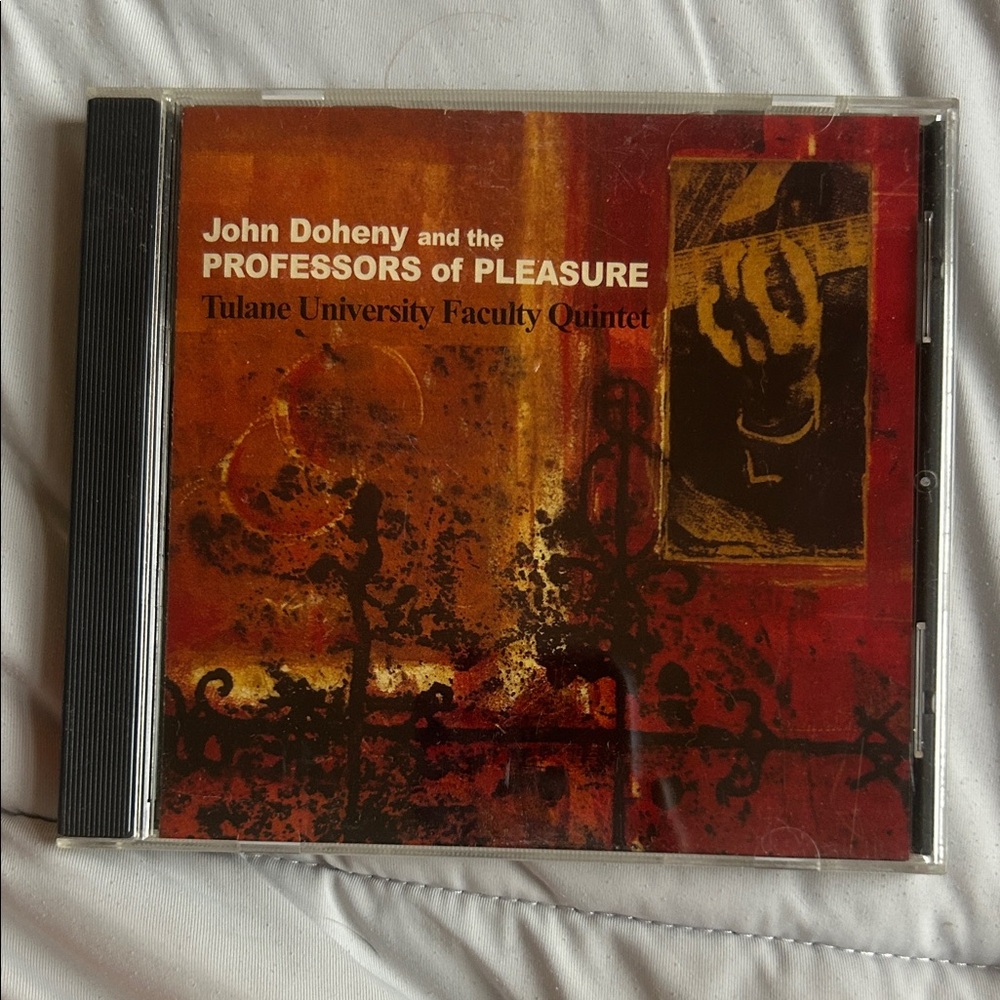 John Doheny and the
PROFESSORS of PLEASURE
Tulane University Faculty Quintet